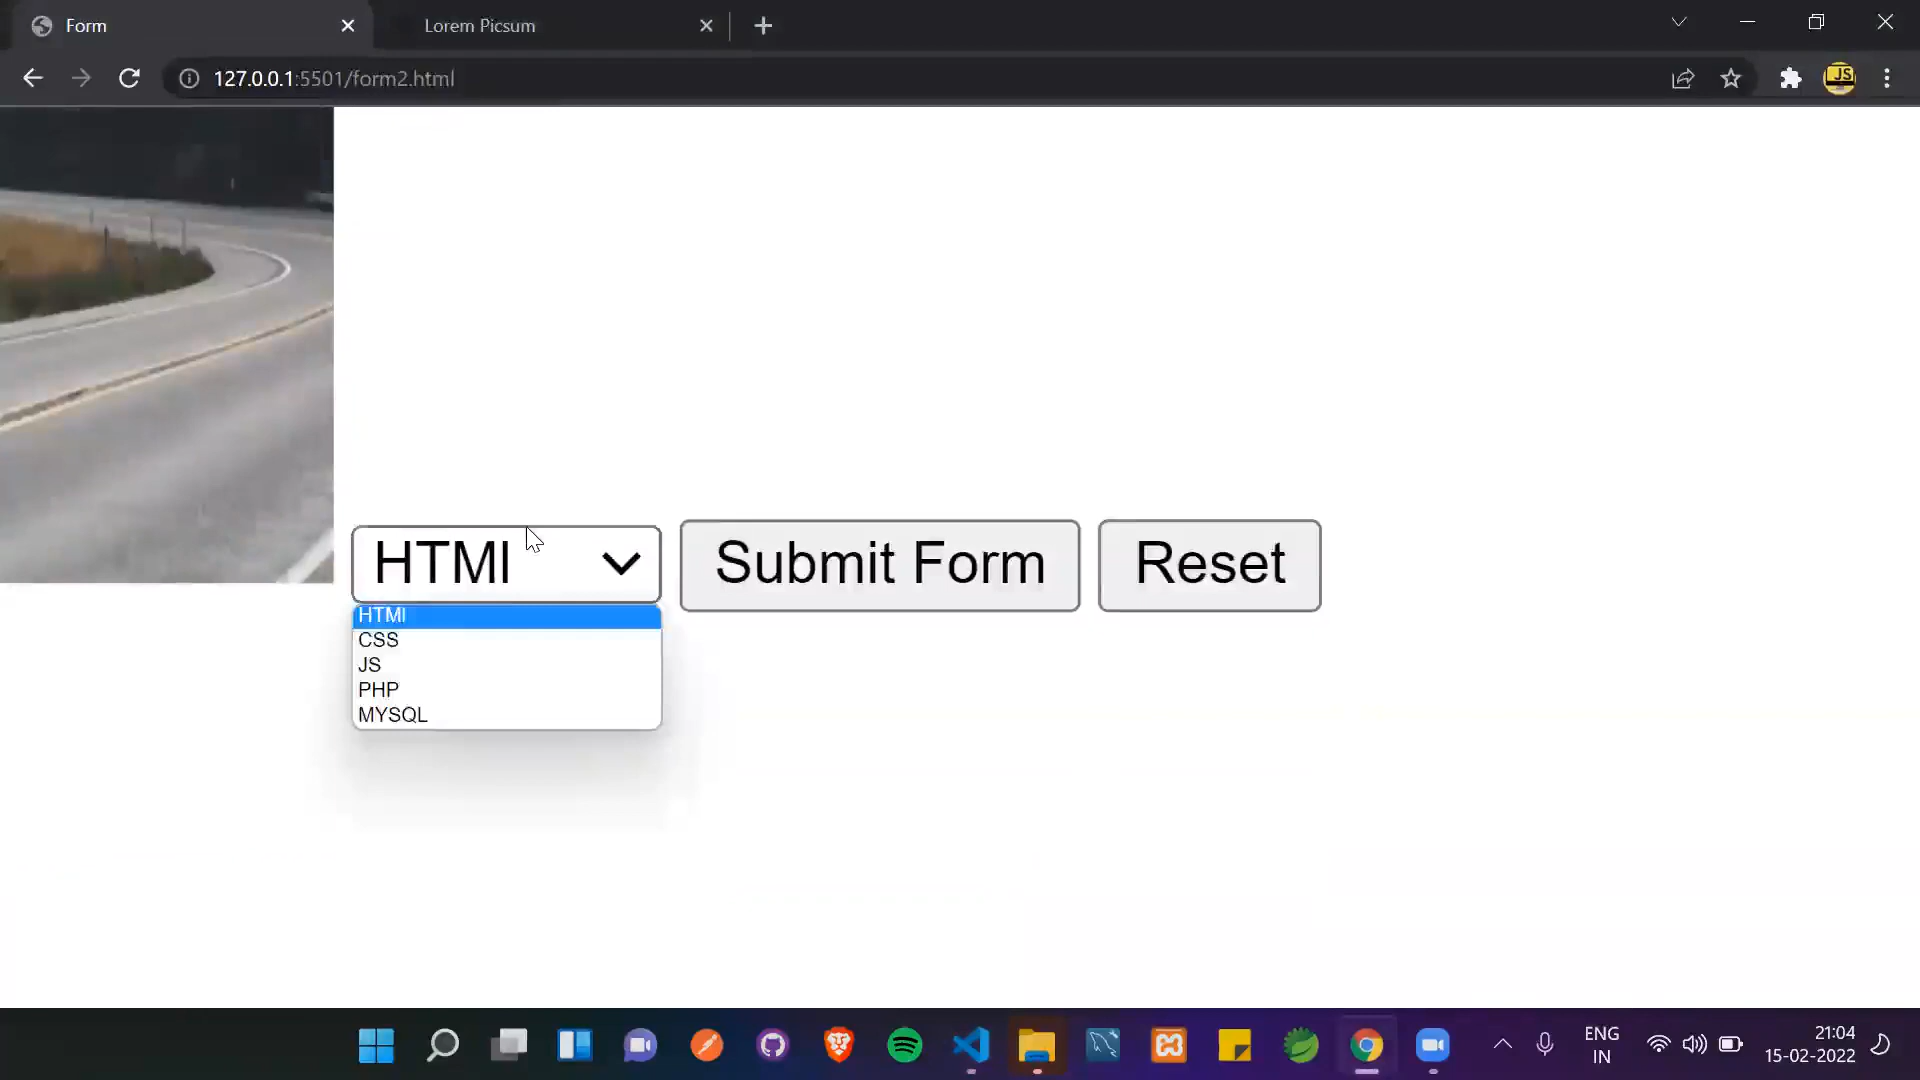 Form
Lorem Picsum
127.0.0.1:5501/form2.html
JS
HTMl
Submit Form
Reset
HTMl
CSS
JS
PHP
MYSQL
ENG
IN
21:04
15-02-2022